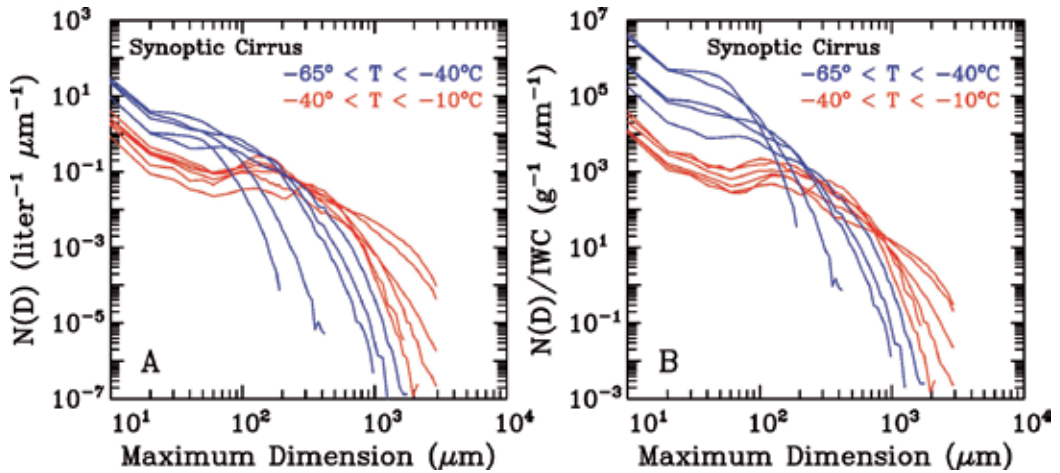 Synoptic Cirrus
−65° < T < −40°C
−40° < T < −10°C
10³
10¹
10⁻¹
10⁻³
10⁻⁵
10⁻⁷
N(D) (liter⁻¹ μm⁻¹)
A
10¹ 10² 10³ 10⁴
Maximum Dimension (μm)
Synoptic Cirrus
−65° < T < −40°C
−40° < T < −10°C
10⁷
10⁵
10³
10¹
10⁻¹
10⁻³
N(D)/IWC (g⁻¹ μm⁻¹)
B
10¹ 10² 10³ 10⁴
Maximum Dimension (μm)